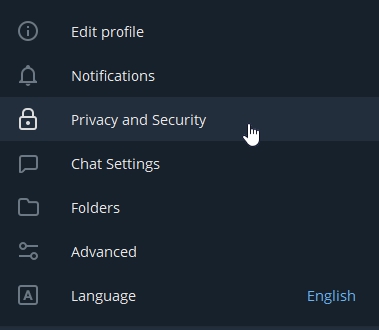 Edit profile
Notifications
Privacy and Security
Chat Settings
Folders
Advanced
A Language English